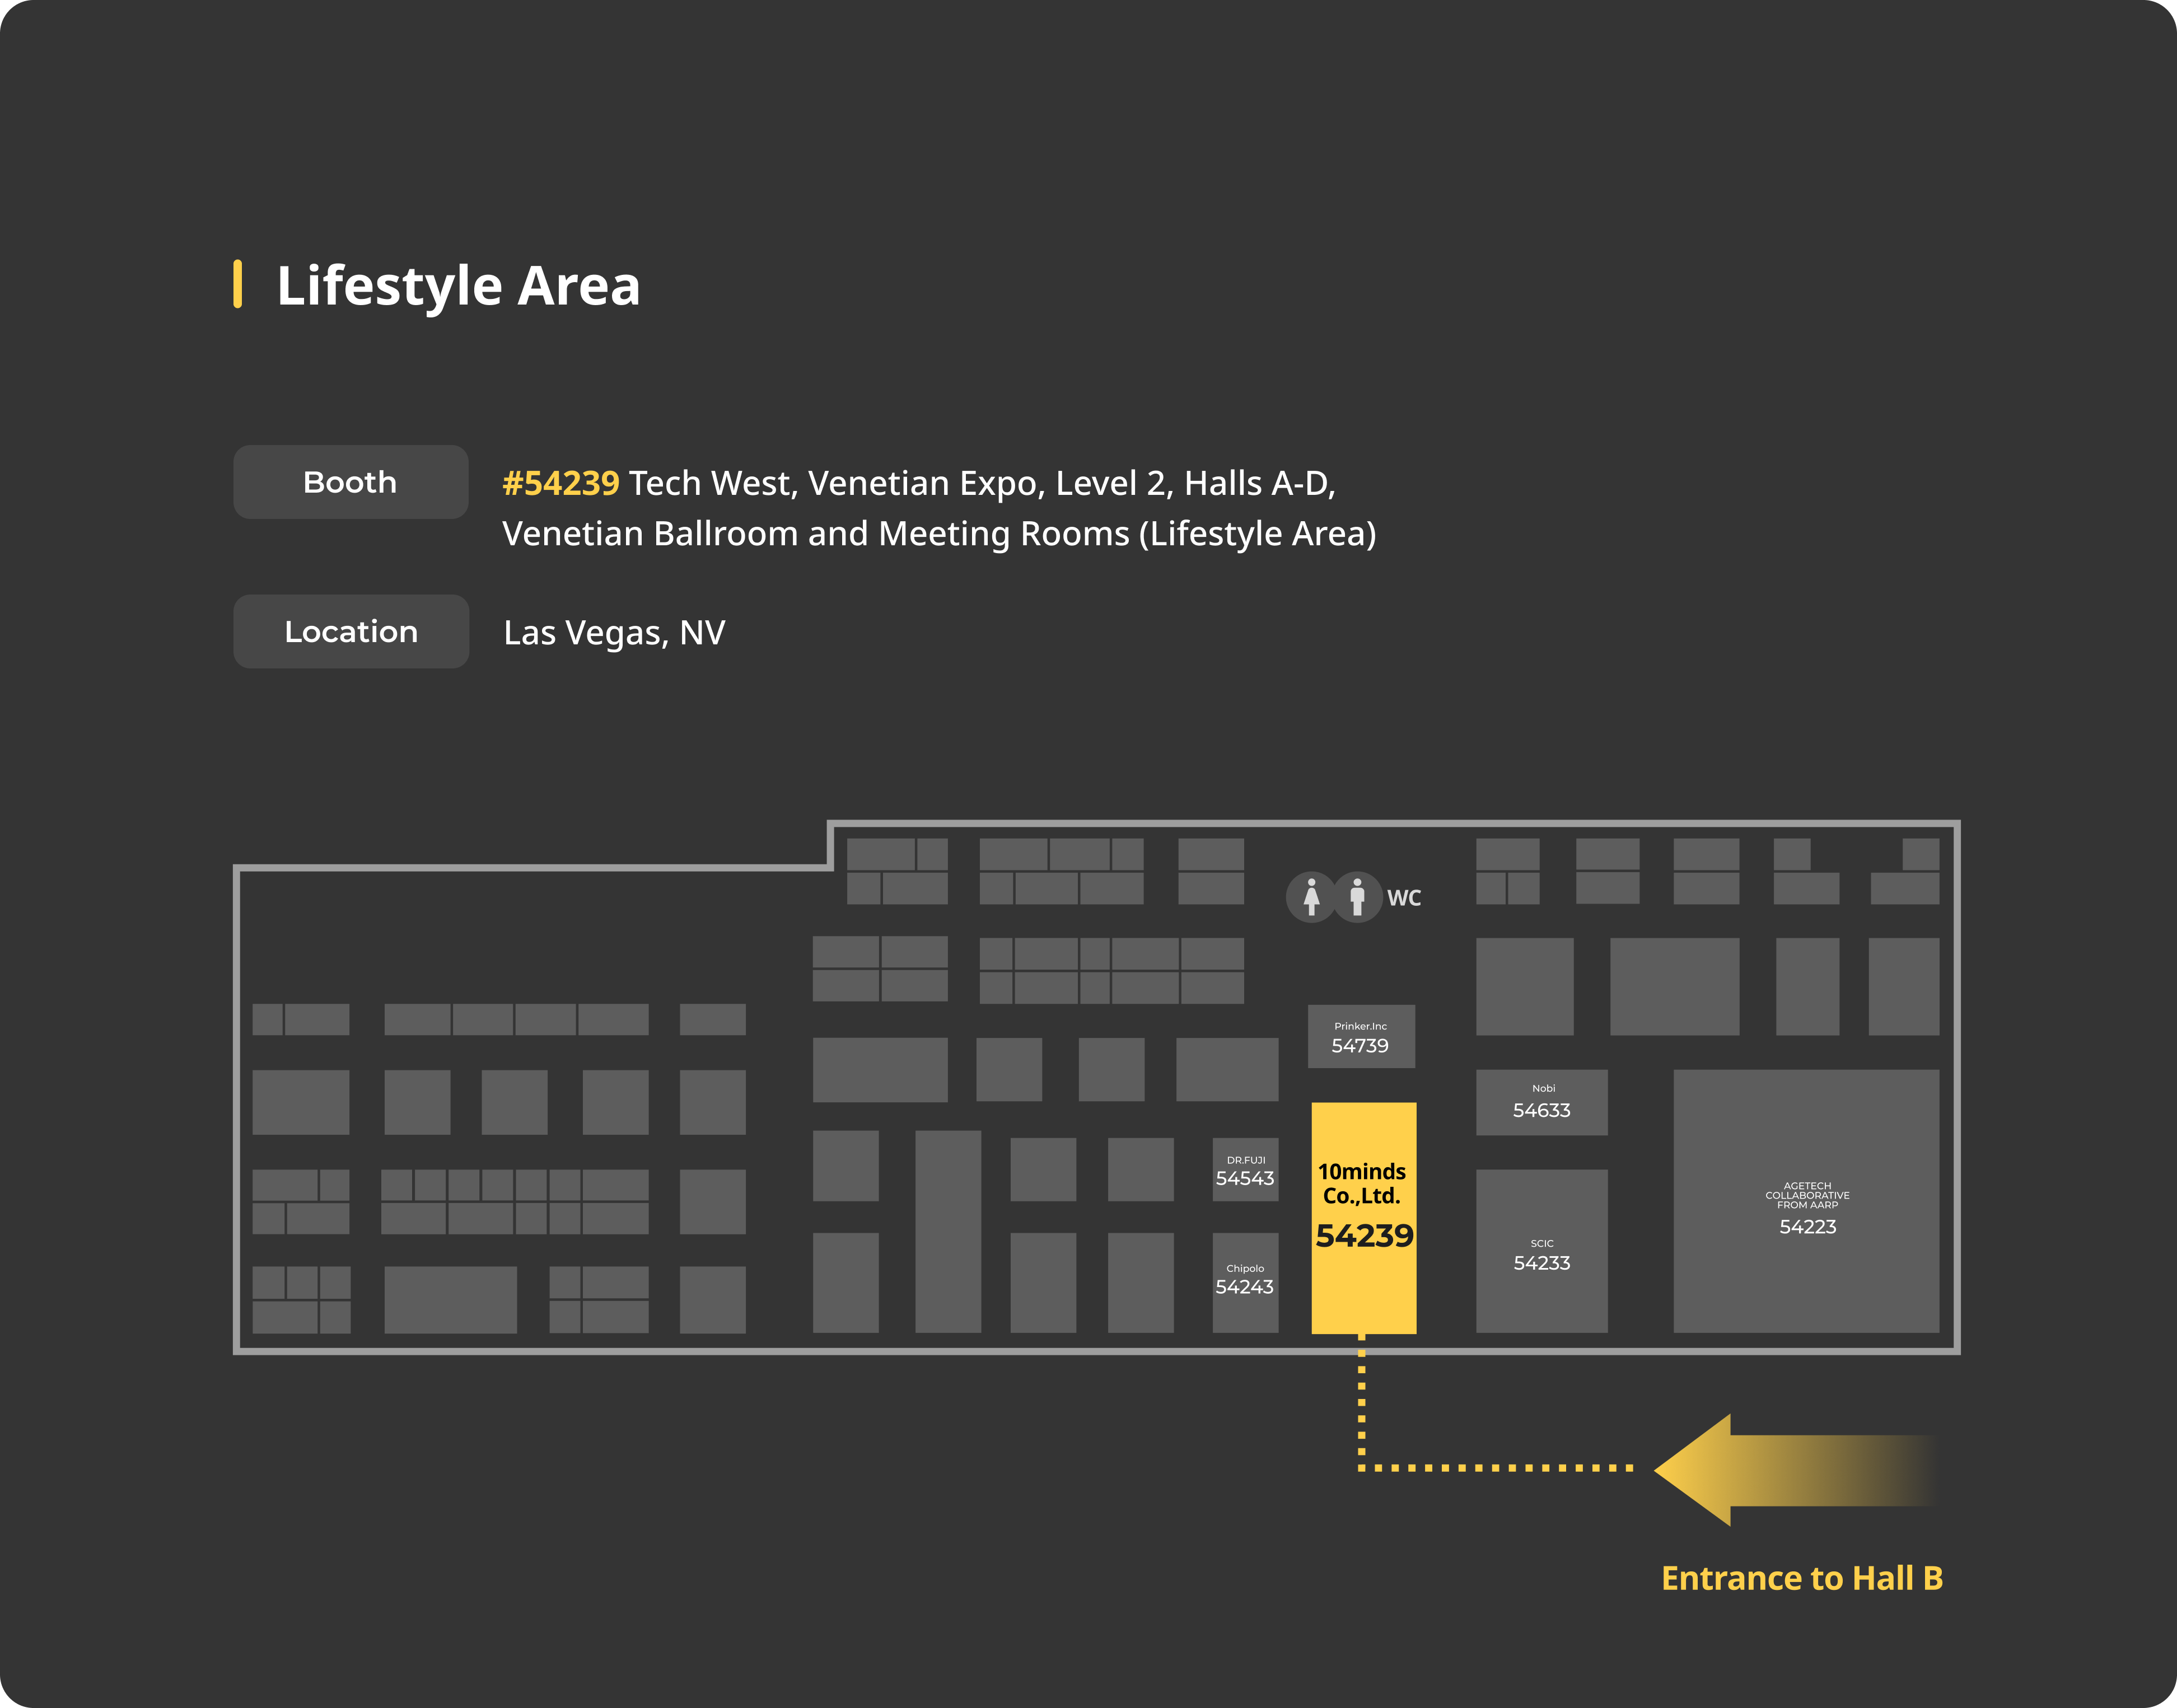 Lifestyle Area
Booth
#54239 Tech West, Venetian Expo, Level 2, Halls A-D,
Venetian Ballroom and Meeting Rooms (Lifestyle Area)
Location
Las Vegas, NV
WC
Prinker.Inc
54739
Nobi
54633
DR.FUJI
54543
10minds
Co.,Ltd.
54239
Chipolo
54243
SCIC
54233
AGETECH
COLLABORATIVE
FROM AARP
54223
Entrance to Hall B